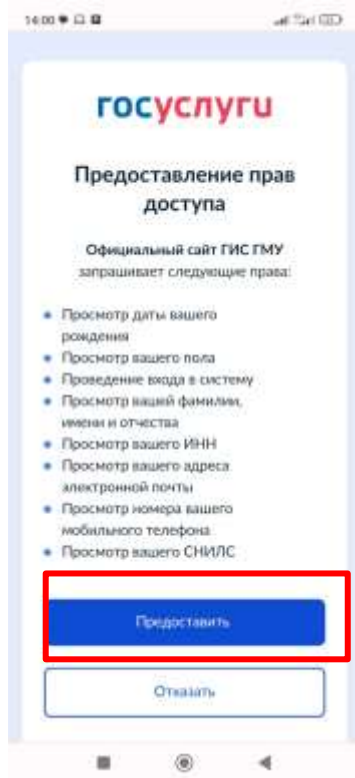 14:00
госуслуги
Предоставление прав
доступа
Официальный сайт ГИС ГМУ
запрашивает следующие права:
Просмотр даты вашего
рождения
Просмотр вашего пола
Проведение входа в систему
Просмотр вашей фамилии,
имени и отчества
Просмотр вашего ИНН
Просмотр вашего адреса
электронной почты
Просмотр номера вашего
мобильного телефона
Просмотр вашего СНИЛС
Предоставить
Отказать